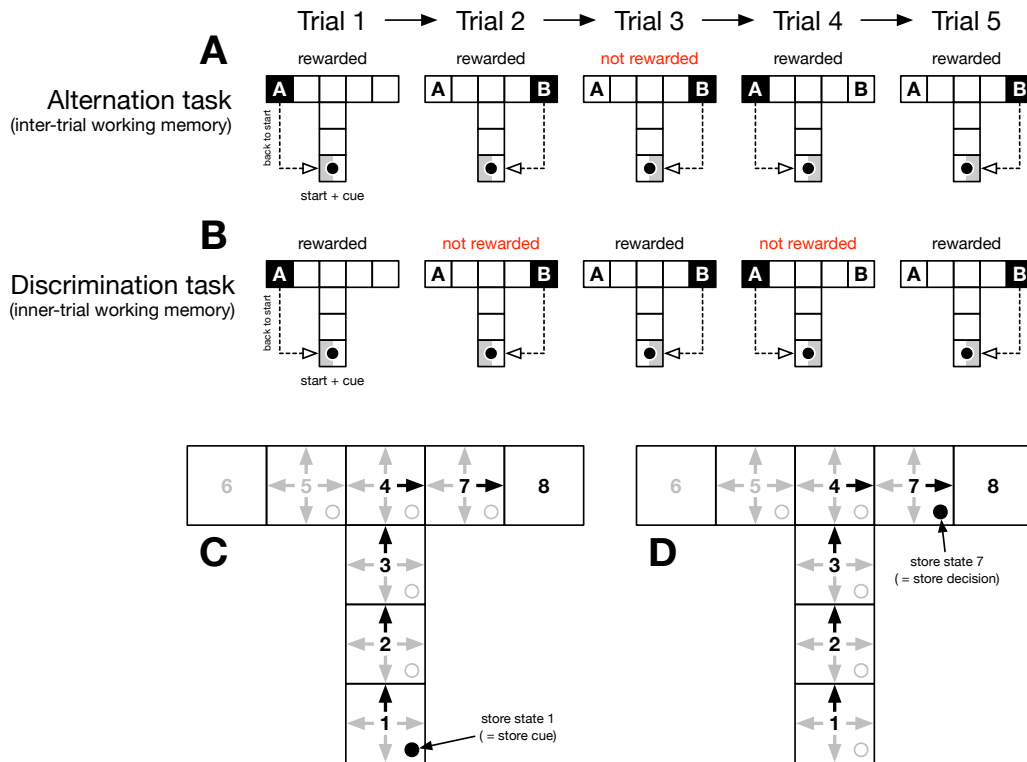 Trial 1 Trial 2 Trial 3 Trial 4 Trial 5
A
rewarded rewarded not rewarded rewarded rewarded
Alternation task
(inter-trial working memory)
A A B A B A B A B
back to start
start + cue
B
rewarded not rewarded rewarded not rewarded rewarded
Discrimination task
(inner-trial working memory)
A A B A B A B A B
back to start
start + cue
6 5 4 7 8
C
3
2
1
store state 1
( = store cue)
6 5 4 7 8
D
store state 7
( = store decision)
3
2
1